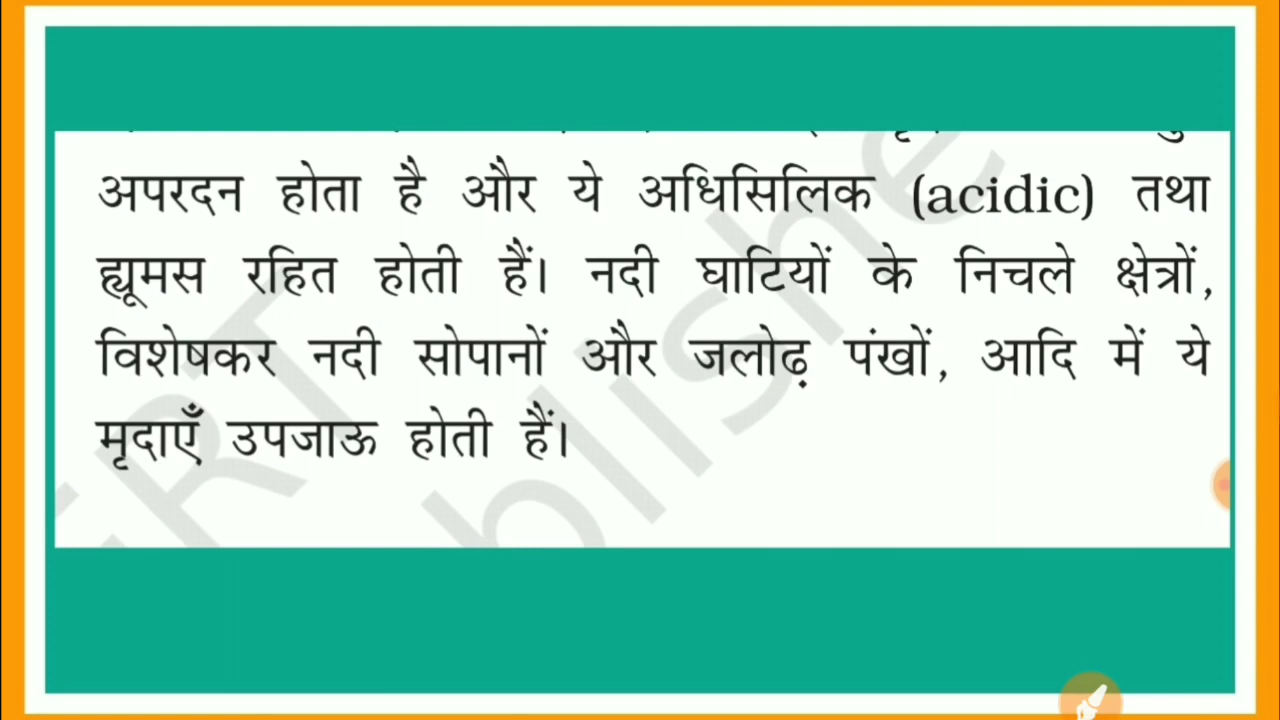 अपरदन होता है और ये अधिसिलिक (acidic) तथा
ह्यूमस रहित होती हैं। नदी घाटियों के निचले क्षेत्रों,
विशेषकर नदी सोपानों और जलोढ़ पंखों, आदि में ये
मृदाएँ उपजाऊ होती हैं।